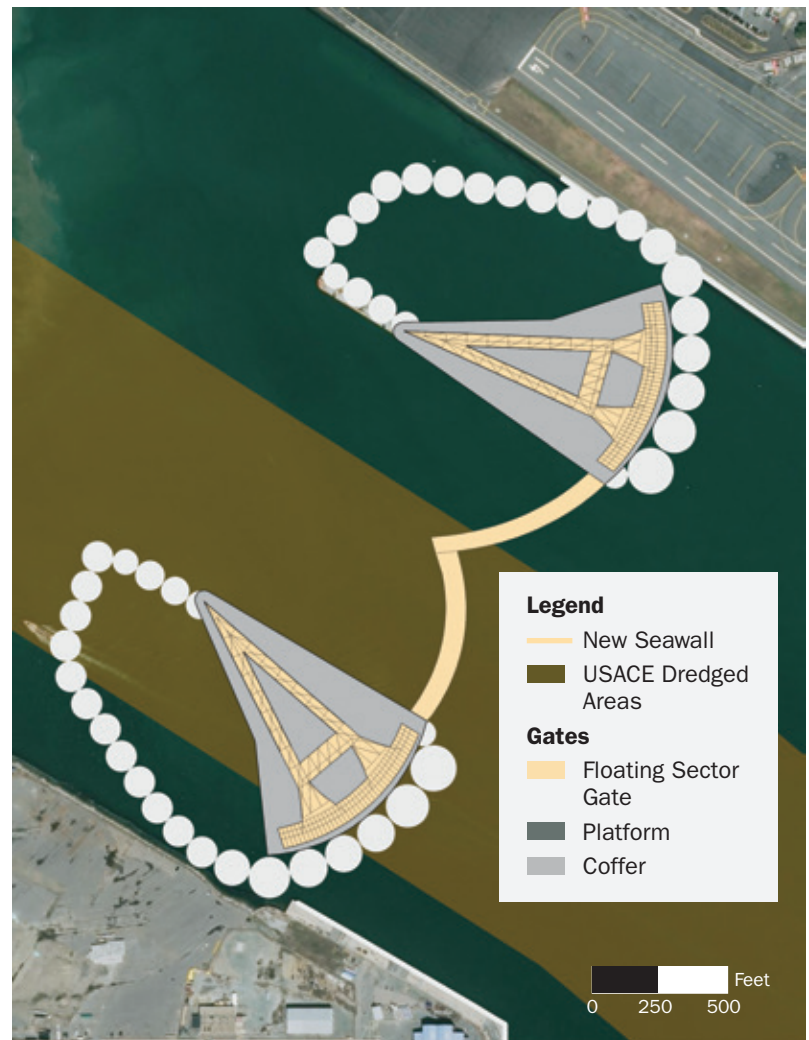 Legend
New Seawall
USACE Dredged
Areas
Gates
Floating Sector
Gate
Platform
Coffer
Feet
0 250 500